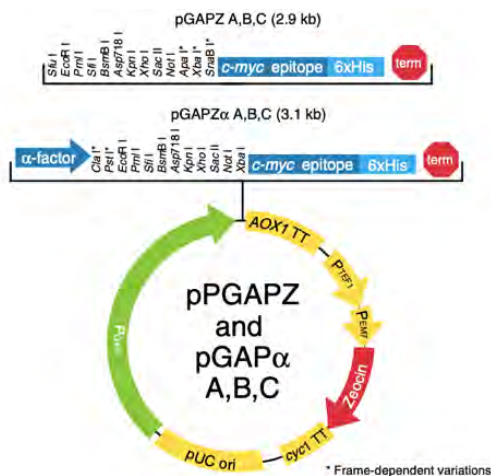 pGAPZ A,B,C (2.9 kb)
Sfu I
EcoR I
Pml I
Sfi I
BsmB I
Asp718 I
Kpn I
Xho I
Sac II
Not I
Apa I*
Xba I*
SnaB I*
c-myc epitope
6xHis
term
pGAPZα A,B,C (3.1 kb)
α-factor
Cla I*
Pst I*
EcoR I
Pml I
Sfi I
BsmB I
Asp718 I
Kpn I
Xho I
Sac II
Not I
Xba I
c-myc epitope
6xHis
term
AOX1 TT
PTEF1
PEM7
Zeocin
cyc1 TT
pUC ori
PGAP
pPGAPZ
and
pGAPα
A,B,C
* Frame-dependent variations